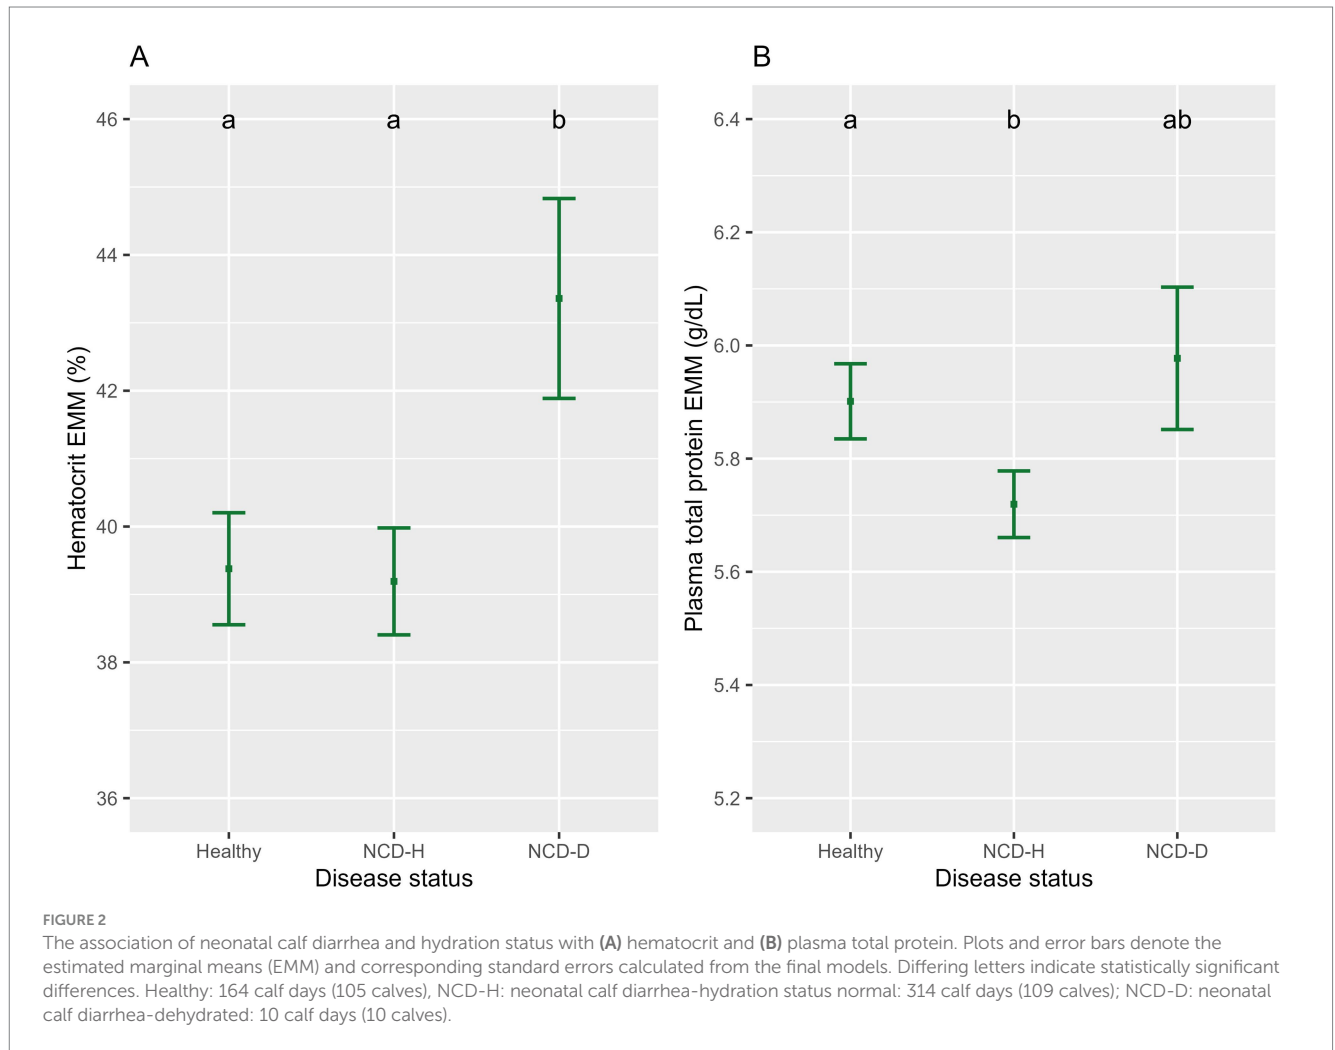 A
46
44
42
40
38
36
Hematocrit EMM (%)
a
a
b
Healthy
NCD-H
NCD-D
Disease status
B
6.4
6.2
6.0
5.8
5.6
5.4
5.2
Plasma total protein EMM (g/dL)
a
b
ab
Healthy
NCD-H
NCD-D
Disease status
FIGURE 2
The association of neonatal calf diarrhea and hydration status with (A) hematocrit and (B) plasma total protein. Plots and error bars denote the
estimated marginal means (EMM) and corresponding standard errors calculated from the final models. Differing letters indicate statistically significant
differences. Healthy: 164 calf days (105 calves), NCD-H: neonatal calf diarrhea-hydration status normal: 314 calf days (109 calves); NCD-D: neonatal
calf diarrhea-dehydrated: 10 calf days (10 calves).